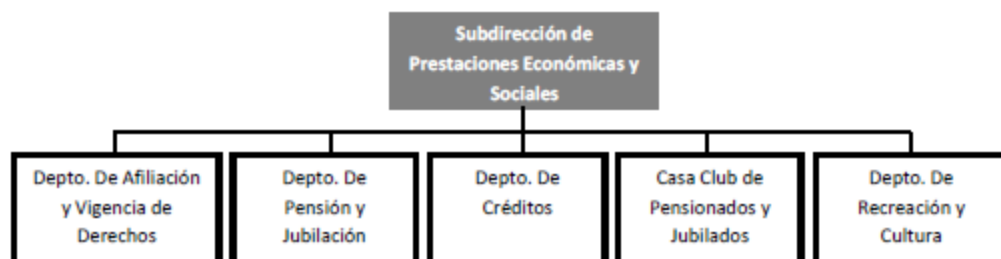 Subdirección de
Prestaciones Económicas y
Sociales
Depto. De Afiliación
y Vigencia de
Derechos
Depto. De
Pensión y
Jubilación
Depto. De
Créditos
Casa Club de
Pensionados y
Jubilados
Depto. De
Recreación y
Cultura